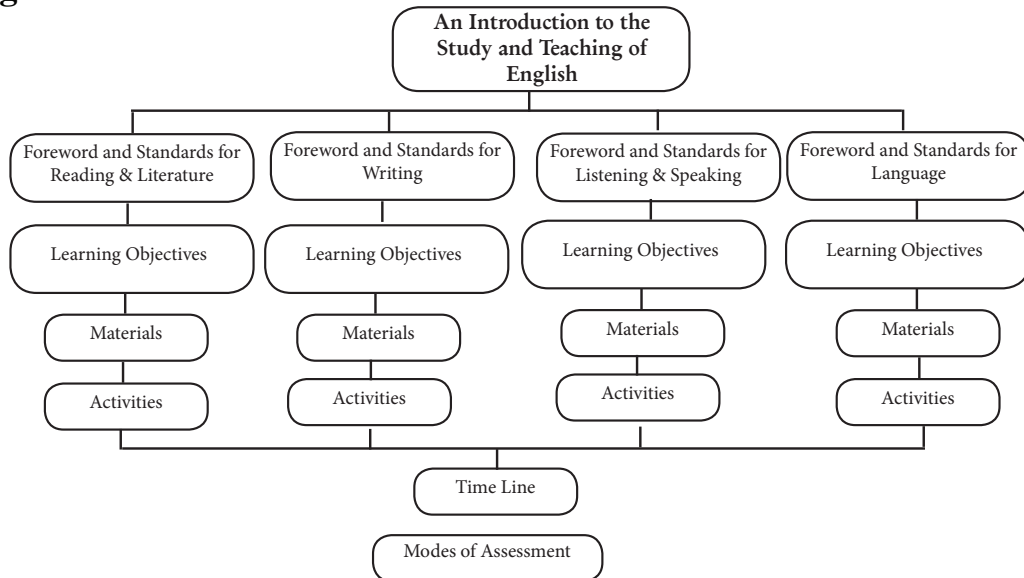 An Introduction to the
Study and Teaching of
English
Foreword and Standards for
Reading & Literature
Foreword and Standards for
Writing
Foreword and Standards for
Listening & Speaking
Foreword and Standards for
Language
Learning Objectives
Learning Objectives
Learning Objectives
Learning Objectives
Materials
Materials
Materials
Materials
Activities
Activities
Activities
Activities
Time Line
Modes of Assessment